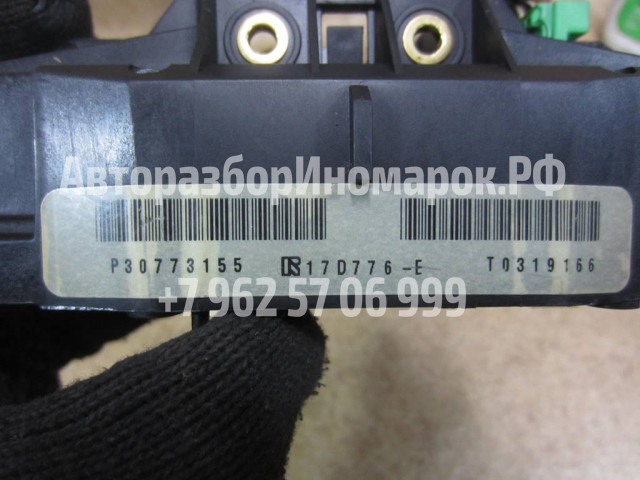 АвторазборИномарок.РФ
P30773155 17D776-E T0319166
+7 962 57 06 999